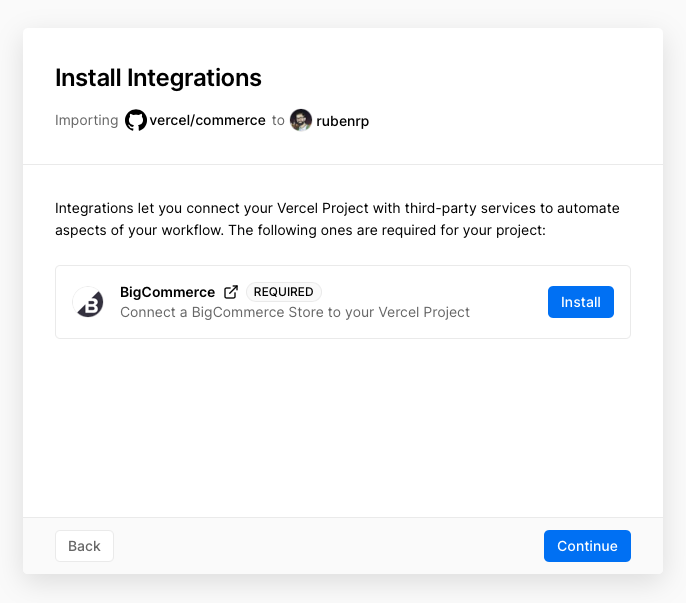 Install Integrations
Importing vercel/commerce to rubenrp
Integrations let you connect your Vercel Project with third-party services to automate
aspects of your workflow. The following ones are required for your project:
BigCommerce REQUIRED
Connect a BigCommerce Store to your Vercel Project
Install
Back
Continue